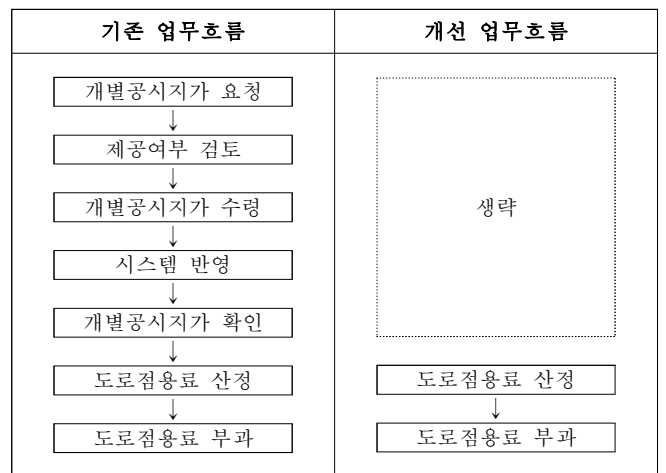 기존 업무흐름
개선 업무흐름
개별공시지가 요청
제공여부 검토
개별공시지가 수령
시스템 반영
개별공시지가 확인
도로점용료 산정
도로점용료 부과
생략
도로점용료 산정
도로점용료 부과